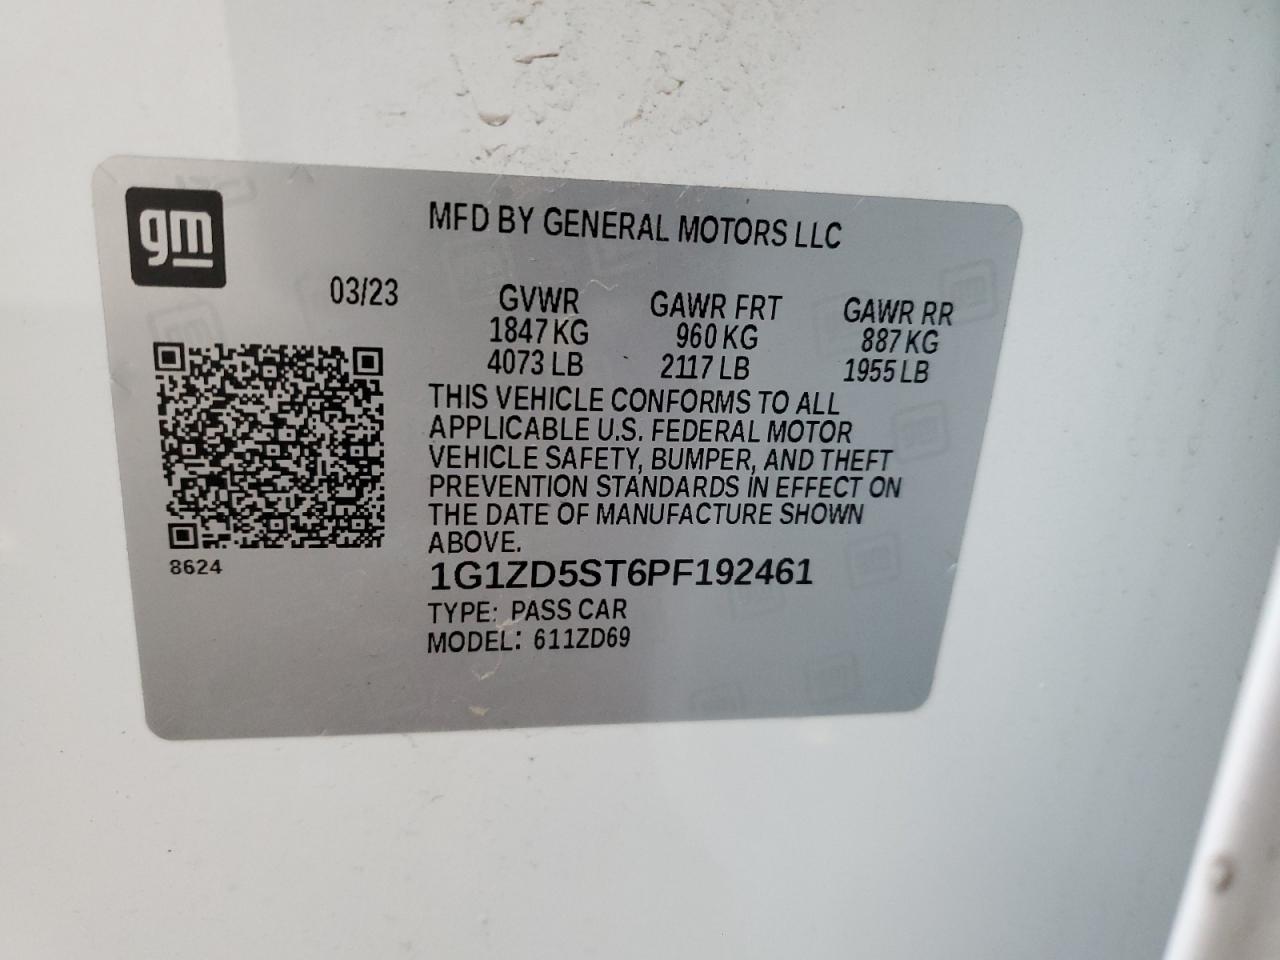 gm
MFD BY GENERAL MOTORS LLC
03/23
GVWR GAWR FRT GAWR RR
1847 KG 960 KG 887 KG
4073 LB 2117 LB 1955 LB
THIS VEHICLE CONFORMS TO ALL
APPLICABLE U.S. FEDERAL MOTOR
VEHICLE SAFETY, BUMPER, AND THEFT
PREVENTION STANDARDS IN EFFECT ON
THE DATE OF MANUFACTURE SHOWN
ABOVE.
8624
1G1ZD5ST6PF192461
TYPE: PASS CAR
MODEL: 611ZD69